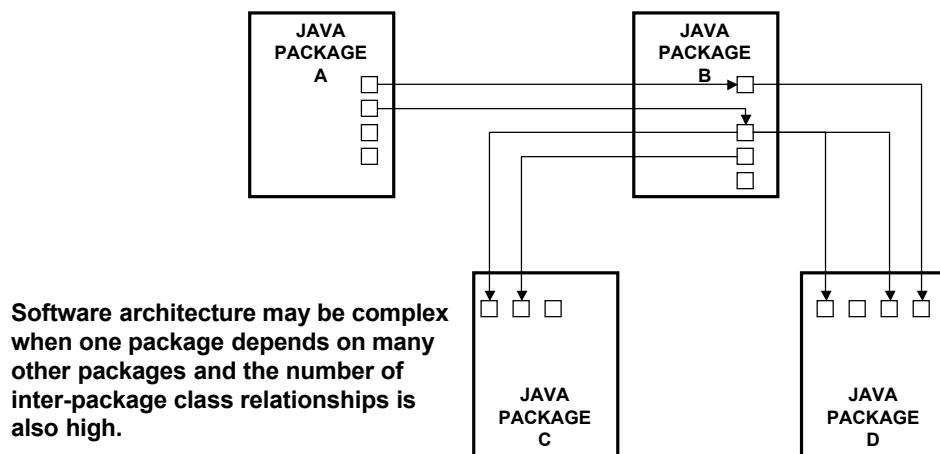 JAVA
PACKAGE
A
JAVA
PACKAGE
B
Software architecture may be complex
when one package depends on many
other packages and the number of
inter-package class relationships is
also high.
JAVA
PACKAGE
C
JAVA
PACKAGE
D